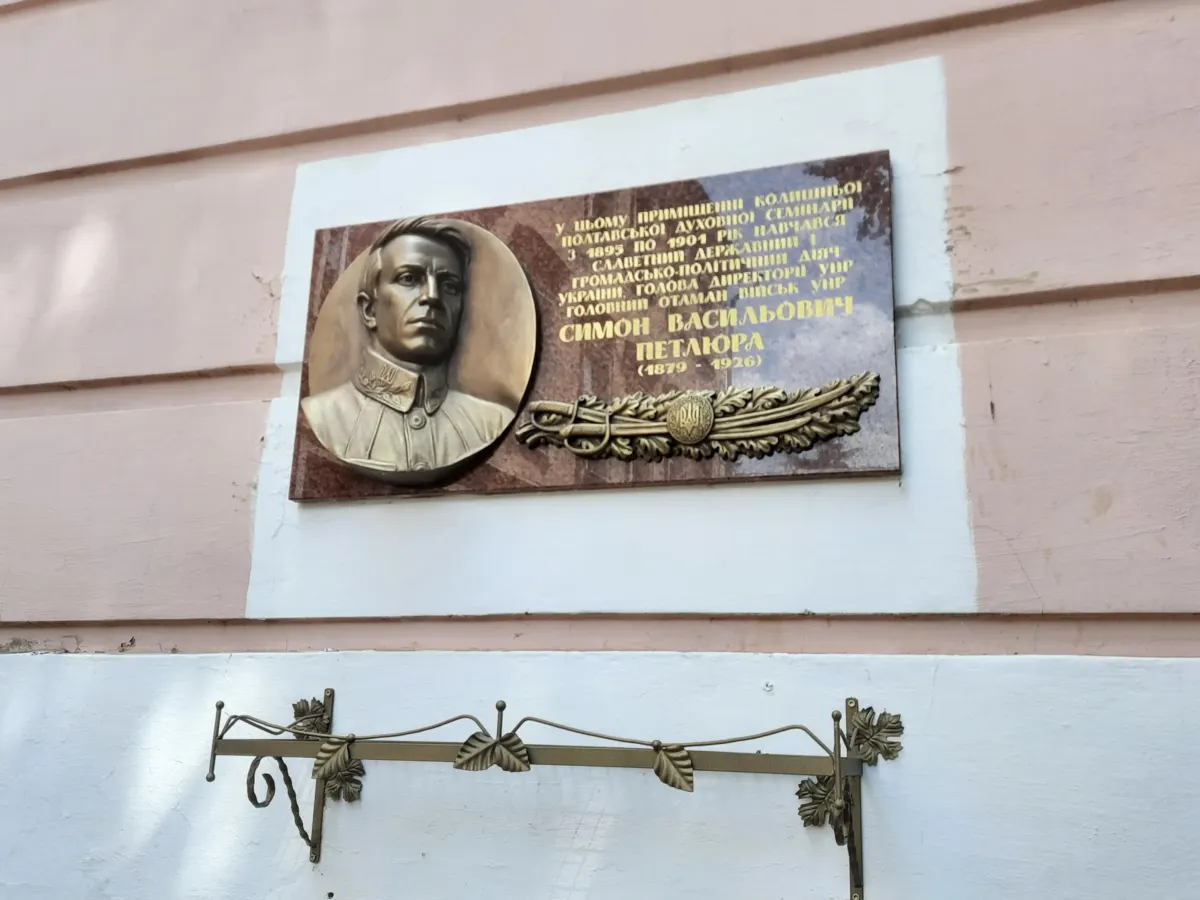 У ЦЬОМУ ПРИМІЩЕННІ КОЛИШНЬОЇ
ПОЛТАВСЬКОЇ ДУХОВНОЇ СЕМІНАРІЇ
З 1895 ПО 1901 РІК НАВЧАВСЯ
СЛАВЕТНИЙ ДЕРЖАВНИЙ І
ГРОМАДСЬКО-ПОЛІТИЧНИЙ ДІЯЧ
УКРАЇНИ, ГОЛОВА ДИРЕКТОРІЇ УНР
ГОЛОВНИЙ ОТАМАН ВІЙСЬК УНР
СИМОН ВАСИЛЬОВИЧ
ПЕТЛЮРА
(1879 - 1926)